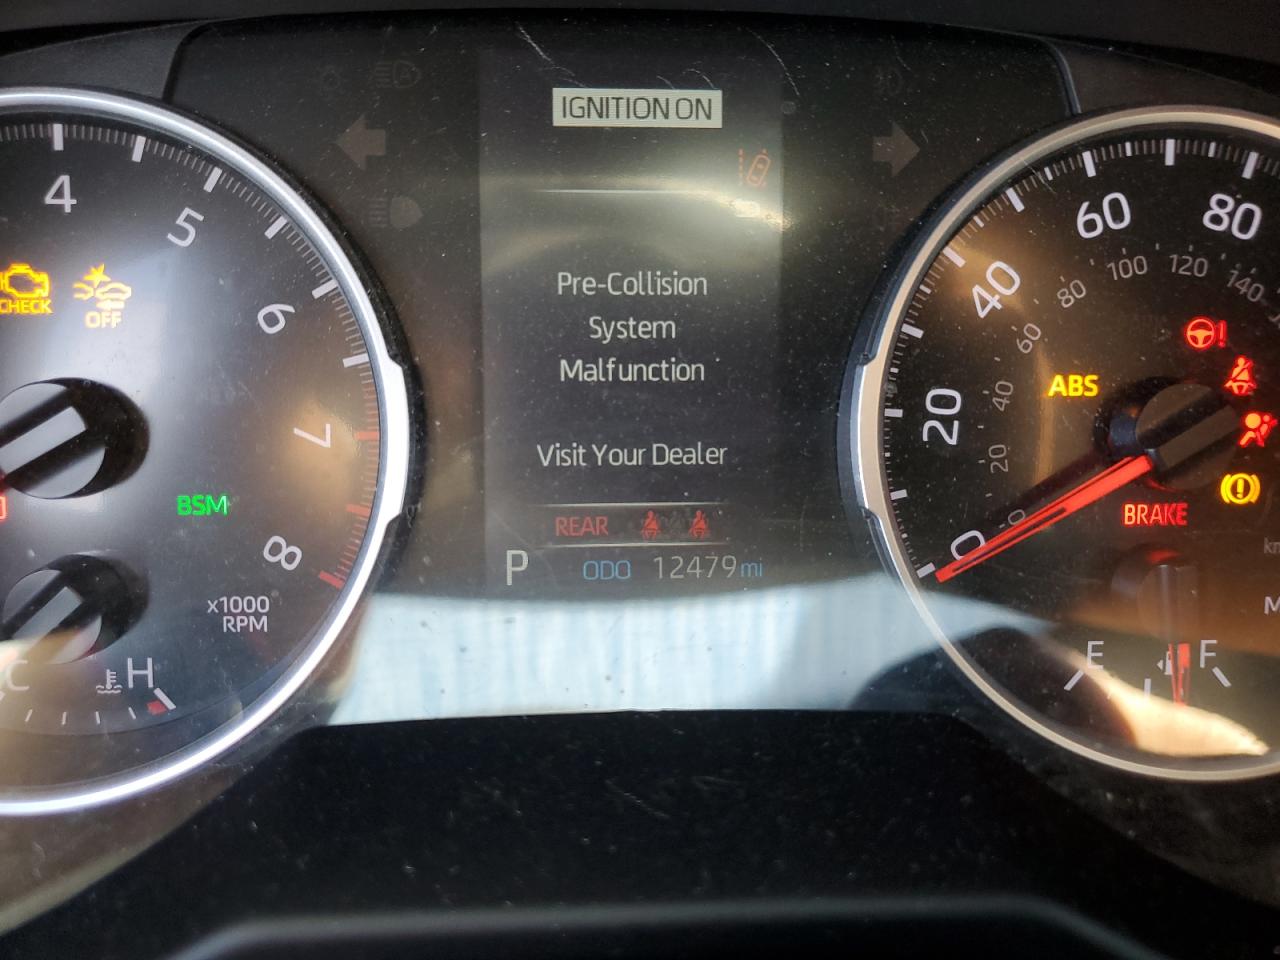 IGNITION ON
Pre-Collision
System
Malfunction
Visit Your Dealer
REAR
P ODO 12479 mi
4
5
6
7
8
x1000
RPM
CHECK
OFF
BSM
C H
0
20
40
60
80
0
20
40
60
80
100
120
140
ABS
BRAKE
E F